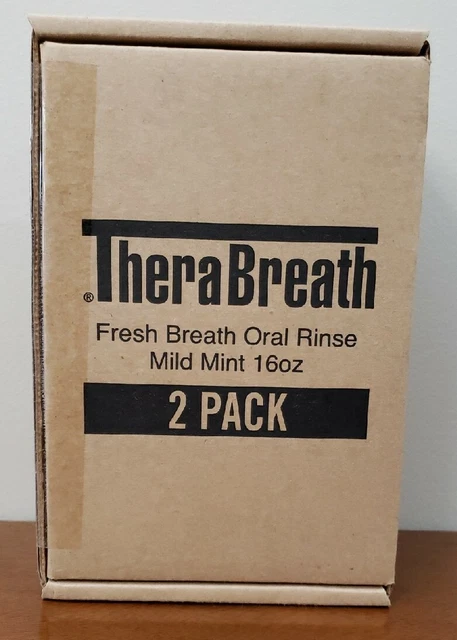 ®TheraBreath
Fresh Breath Oral Rinse
Mild Mint 16oz
2 PACK